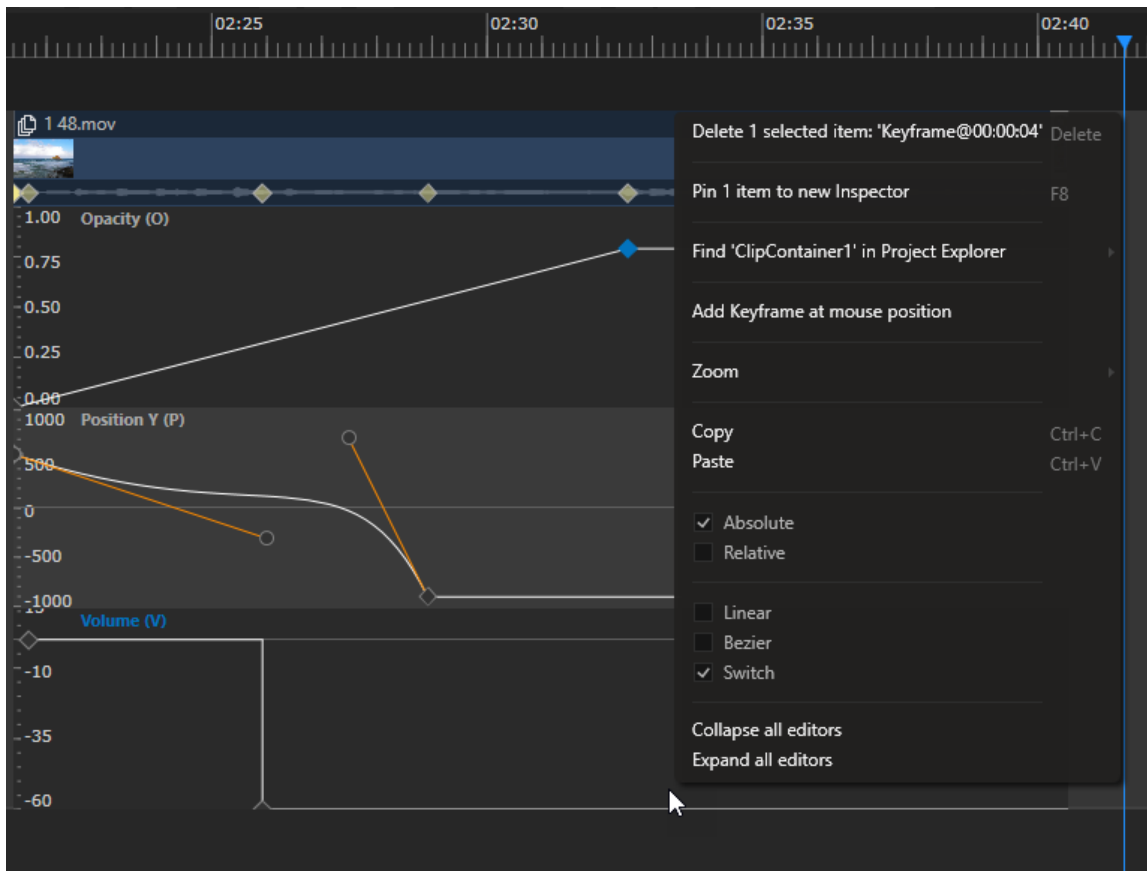 02:25 02:30 02:35 02:40
1 48.mov
Delete 1 selected item: 'Keyframe@00:00:04' Delete
Pin 1 item to new Inspector F8
1.00 Opacity (O)
Find 'ClipContainer1' in Project Explorer
0.75
0.50
Add Keyframe at mouse position
0.25
Zoom
0.00
1000 Position Y (P)
Copy Ctrl+C
500
Paste Ctrl+V
0
Absolute
-500
Relative
-1000
Linear
Volume (V)
Bezier
-10
Switch
-35
Collapse all editors
Expand all editors
-60